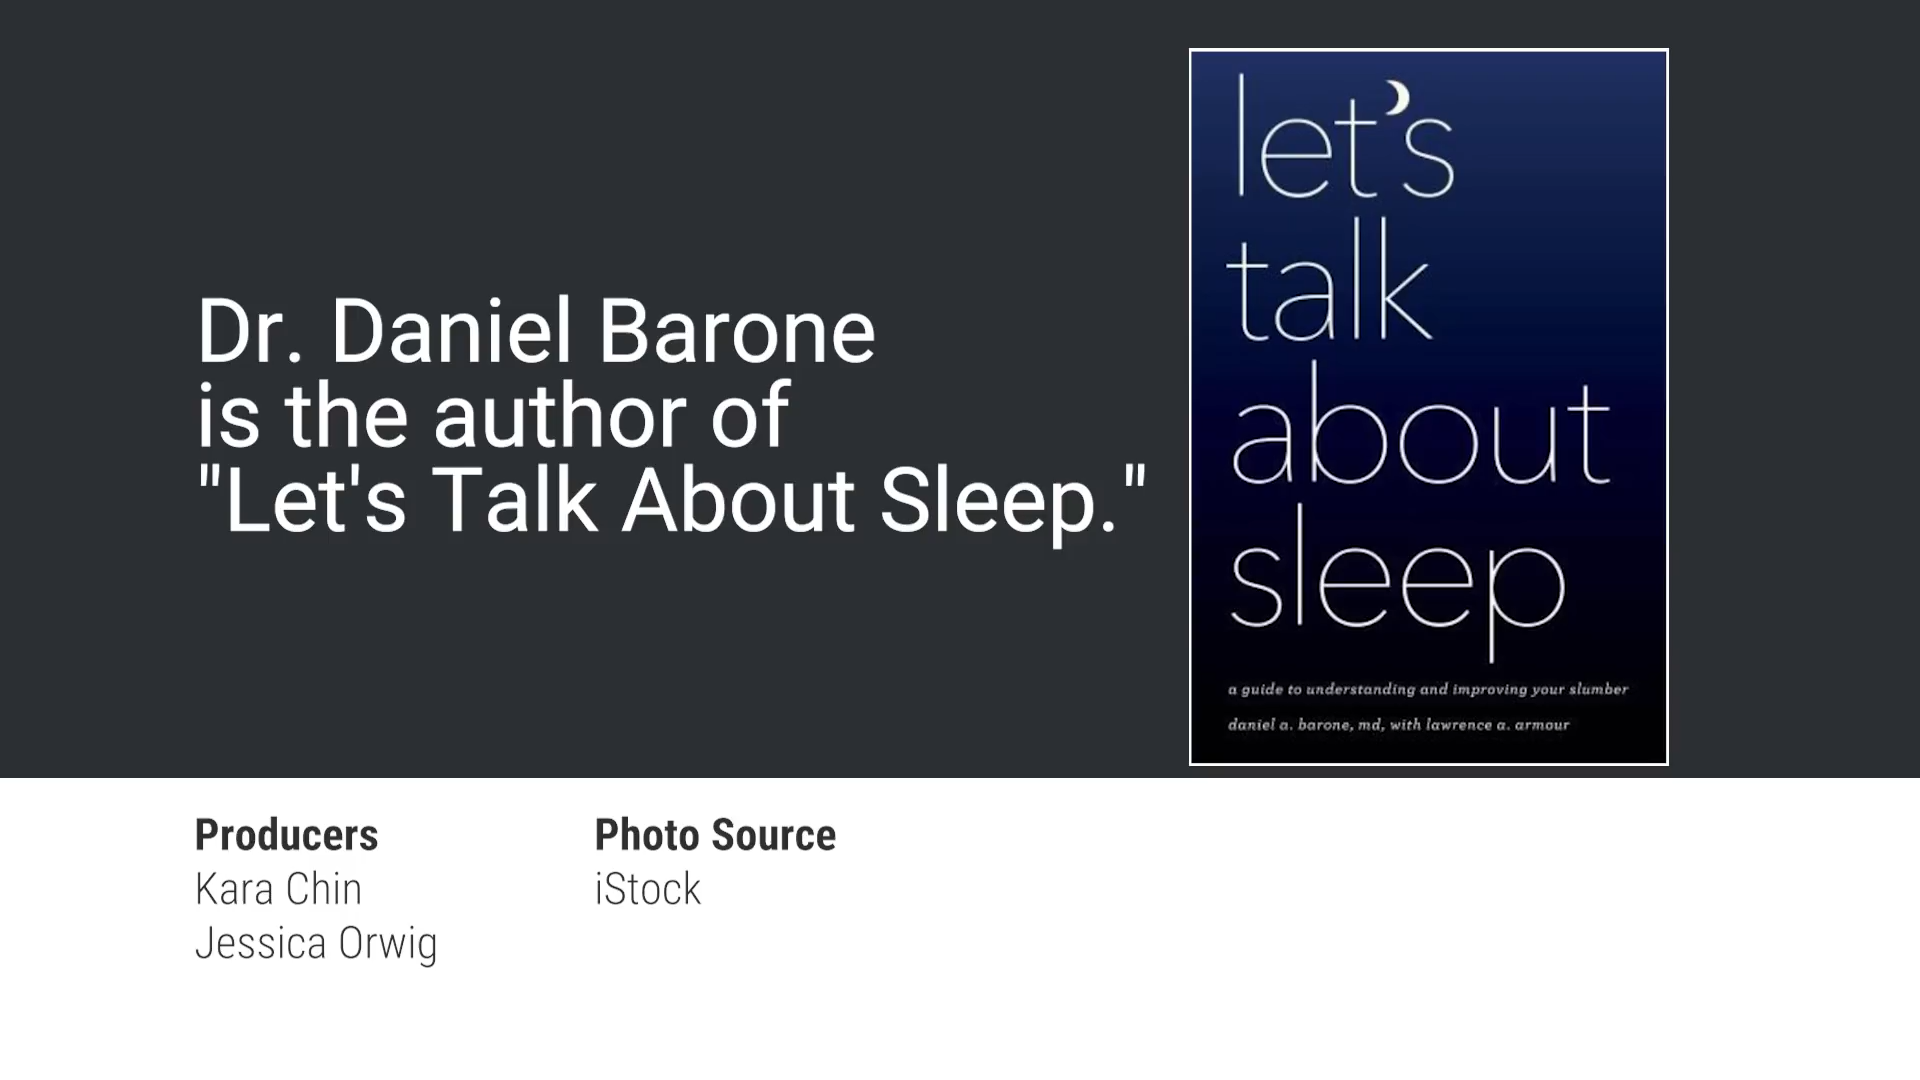 Dr. Daniel Barone
is the author of
"Let's Talk About Sleep."
let's
talk
about
sleep
a guide to understanding and improving your slumber
daniel a. barone, md, with lawrence a. armour
Producers
Kara Chin
Jessica Orwig
Photo Source
iStock